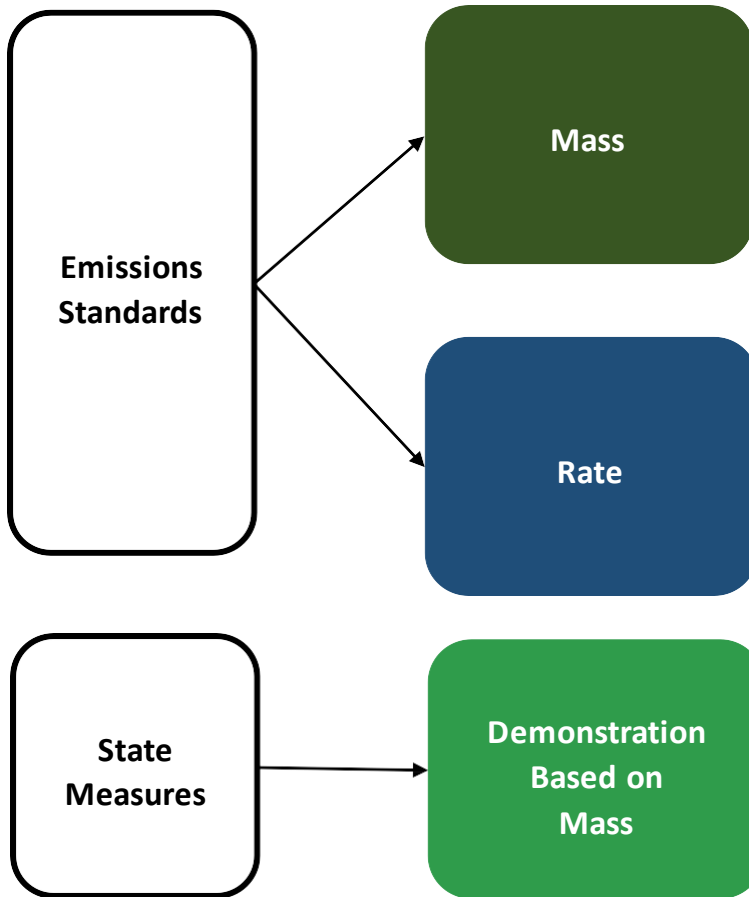 Emissions
Standards
Mass
Rate
State
Measures
Demonstration
Based on
Mass